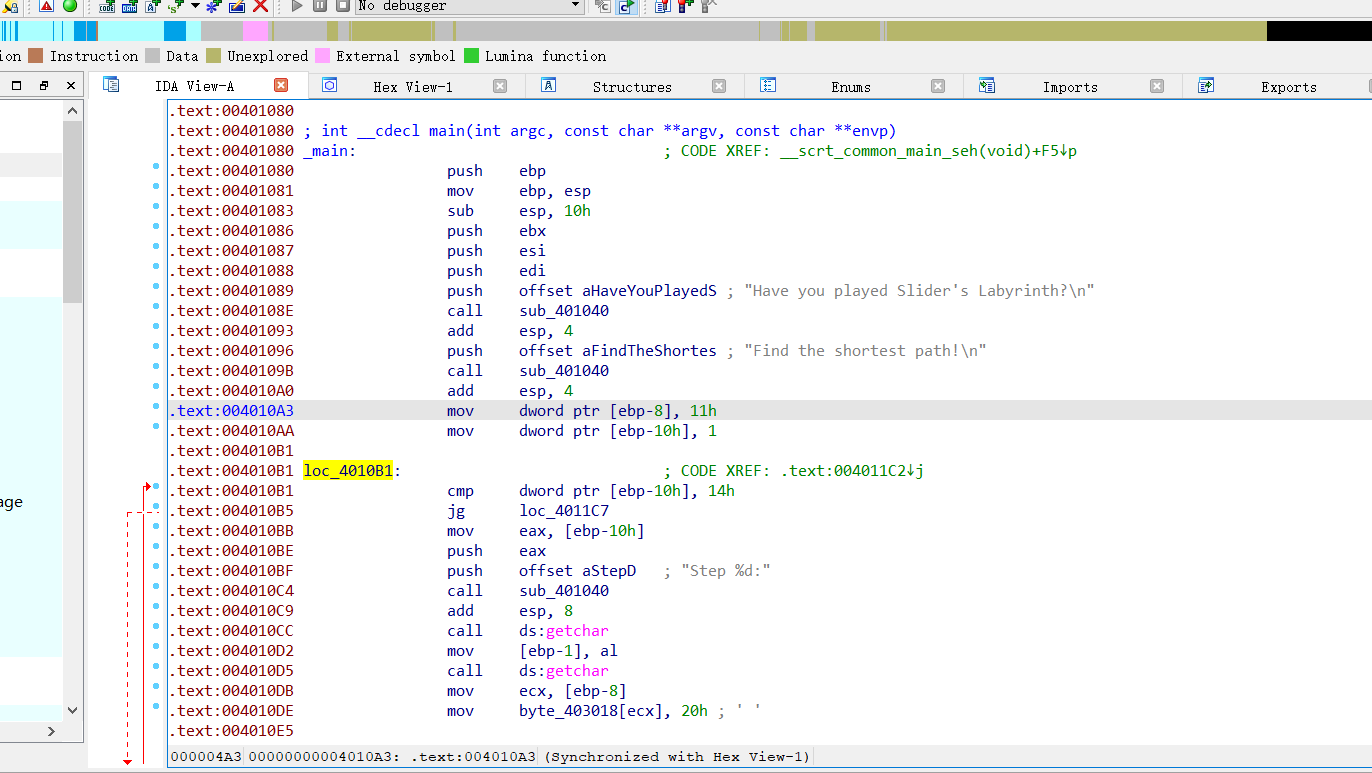 No debugger
ion Instruction Data Unexplored External symbol Lumina function
IDA View-A Hex View-1 Structures Enums Imports Exports
.text:00401080
.text:00401080 ; int __cdecl main(int argc, const char **argv, const char **envp)
.text:00401080 _main: ; CODE XREF: __scrt_common_main_seh(void)+F5↓p
.text:00401080 push ebp
.text:00401081 mov ebp, esp
.text:00401083 sub esp, 10h
.text:00401086 push ebx
.text:00401087 push esi
.text:00401088 push edi
.text:00401089 push offset aHaveYouPlayedS ; "Have you played Slider's Labyrinth?\n"
.text:0040108E call sub_401040
.text:00401093 add esp, 4
.text:00401096 push offset aFindTheShortes ; "Find the shortest path!\n"
.text:0040109B call sub_401040
.text:004010A0 add esp, 4
.text:004010A3 mov dword ptr [ebp-8], 11h
.text:004010AA mov dword ptr [ebp-10h], 1
.text:004010B1
.text:004010B1 loc_4010B1: ; CODE XREF: .text:004011C2↓j
.text:004010B1 cmp dword ptr [ebp-10h], 14h
age
.text:004010B5 jg loc_4011C7
.text:004010BB mov eax, [ebp-10h]
.text:004010BE push eax
.text:004010BF push offset aStepD ; "Step %d:"
.text:004010C4 call sub_401040
.text:004010C9 add esp, 8
.text:004010CC call ds:getchar
.text:004010D2 mov [ebp-1], al
.text:004010D5 call ds:getchar
.text:004010DB mov ecx, [ebp-8]
.text:004010DE mov byte_403018[ecx], 20h ; ' '
.text:004010E5
000004A3 00000000004010A3: .text:004010A3 (Synchronized with Hex View-1)